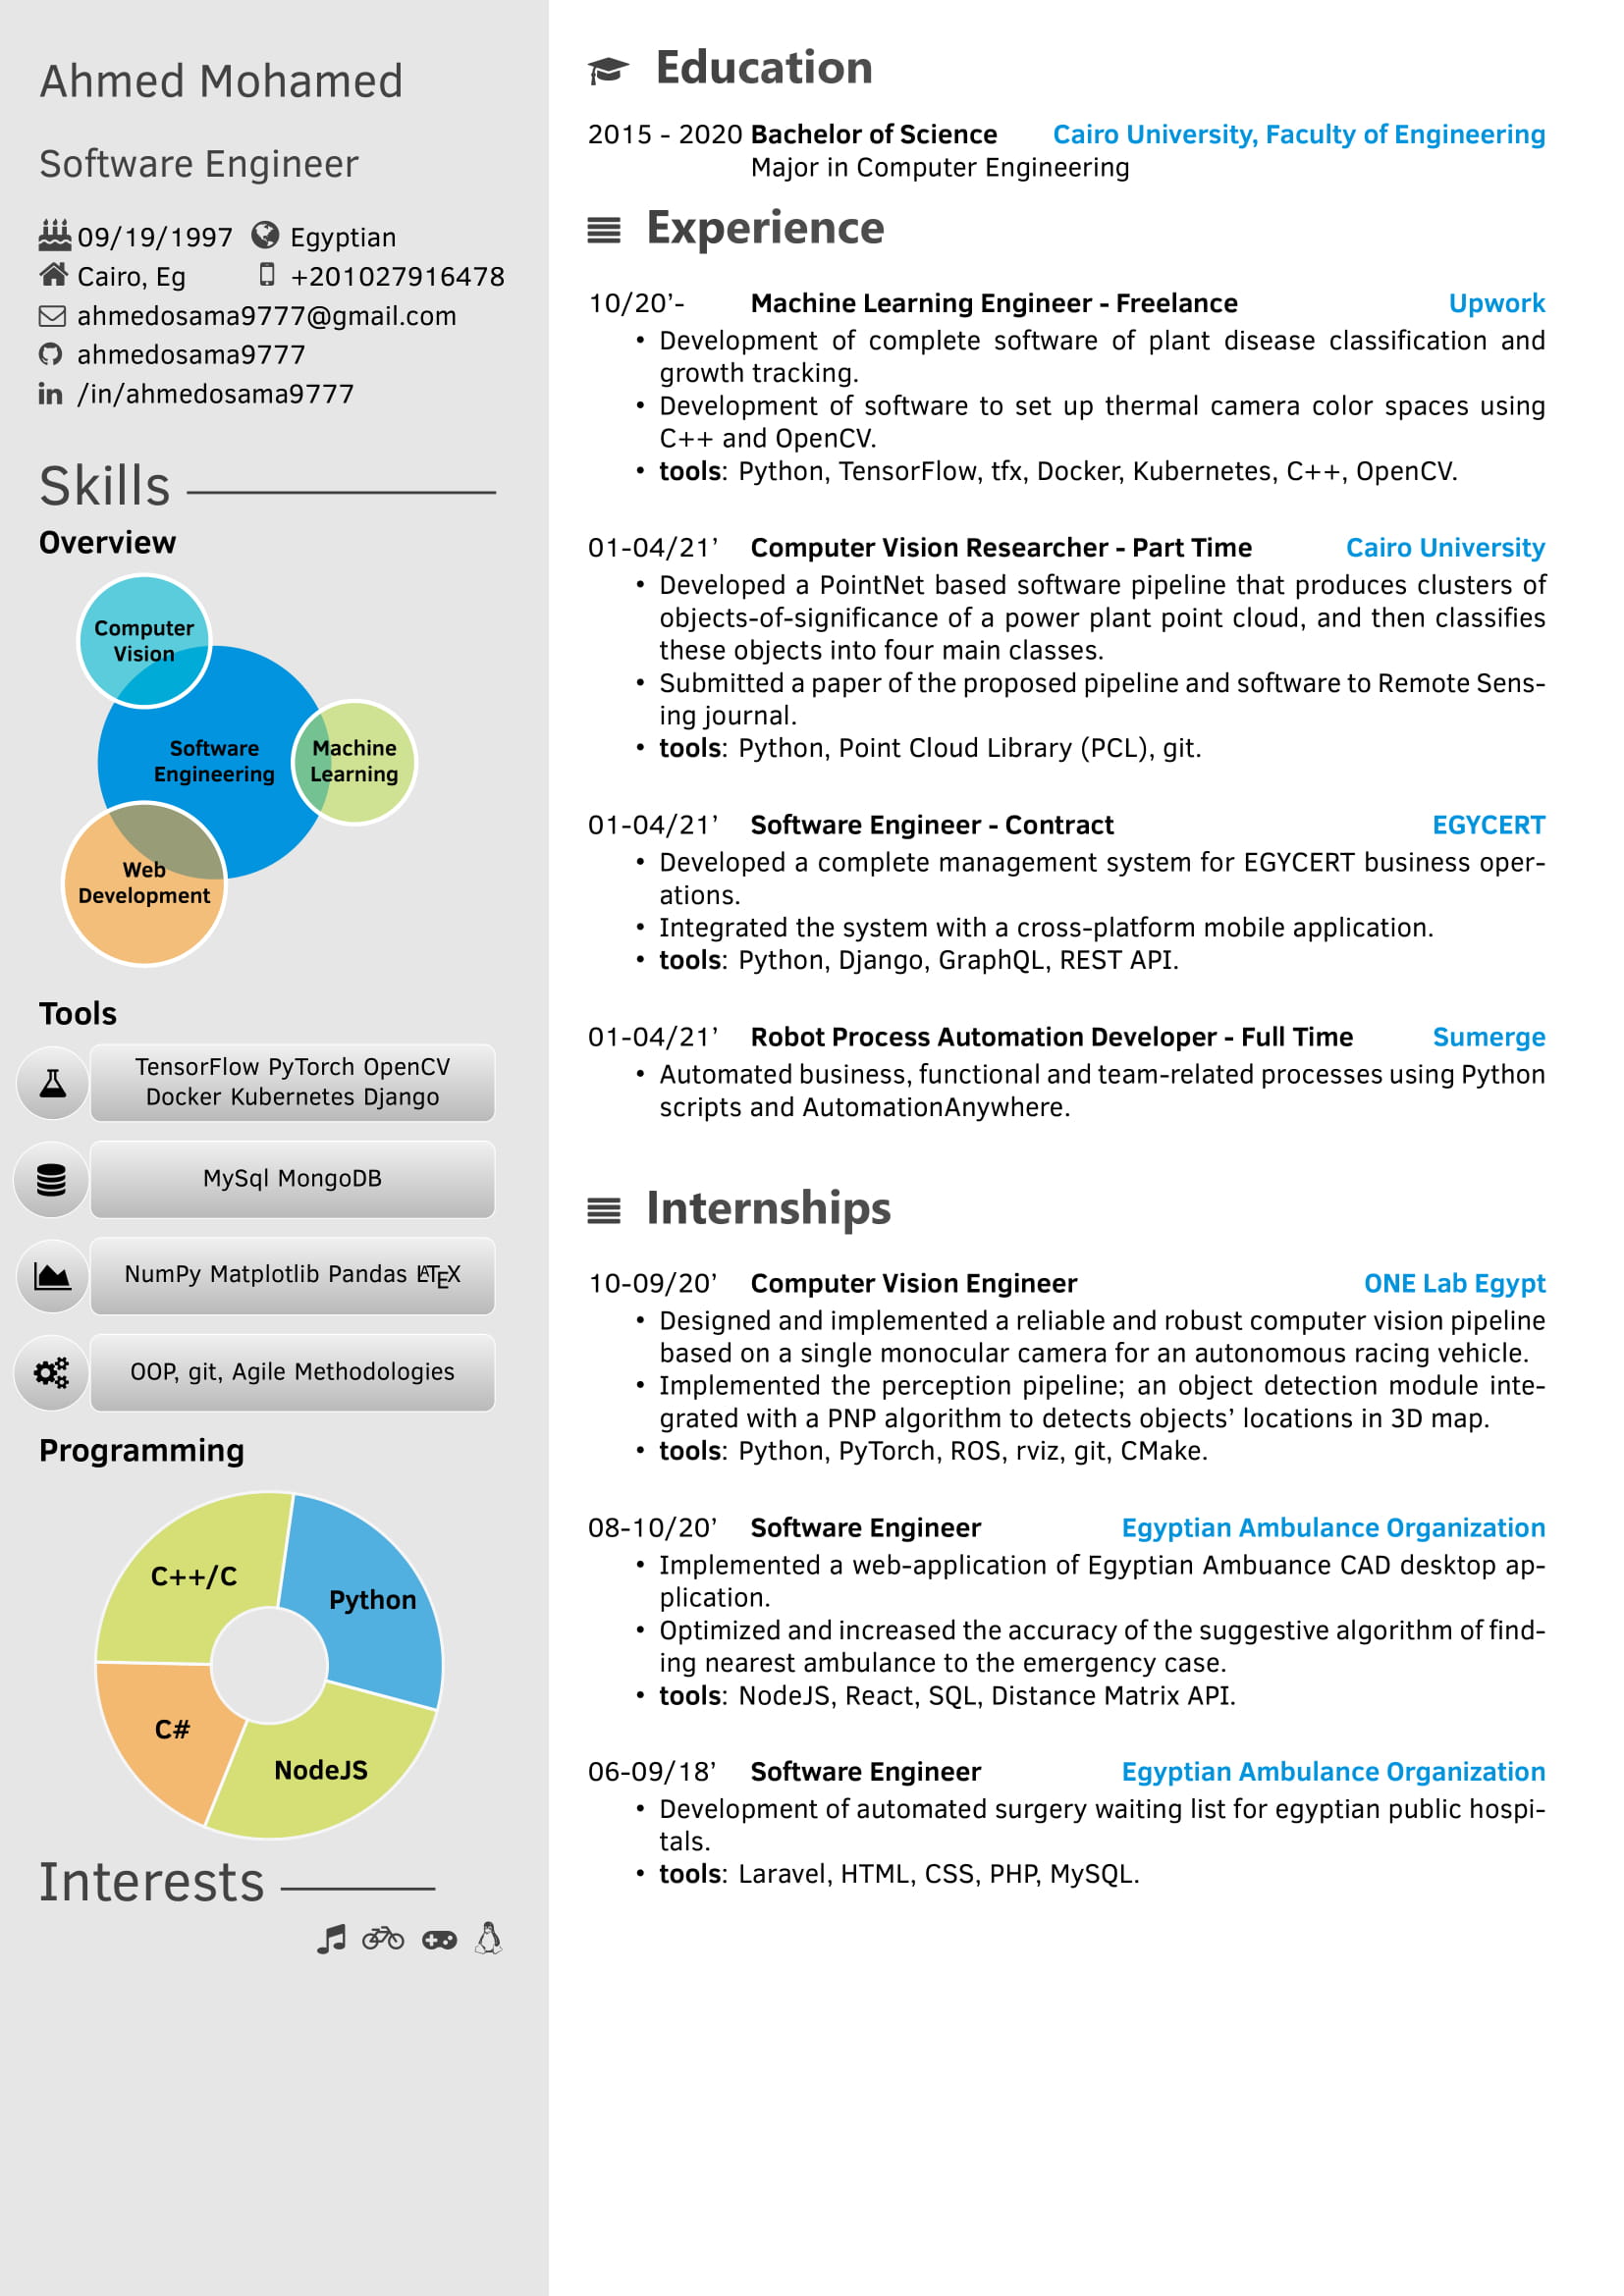 Ahmed Mohamed
Software Engineer
09/19/1997 Egyptian
Cairo, Eg +201027916478
ahmedosama9777@gmail.com
ahmedosama9777
/in/ahmedosama9777
Skills
Overview
Computer
Vision
Software
Engineering
Machine
Learning
Web
Development
Tools
TensorFlow PyTorch OpenCV
Docker Kubernetes Django
MySql MongoDB
NumPy Matplotlib Pandas LATEX
OOP, git, Agile Methodologies
Programming
C++/C
Python
C#
NodeJS
Interests
Education
2015 - 2020 Bachelor of Science Cairo University, Faculty of Engineering
Major in Computer Engineering
Experience
10/20’- Machine Learning Engineer - Freelance Upwork
• Development of complete software of plant disease classification and
growth tracking.
• Development of software to set up thermal camera color spaces using
C++ and OpenCV.
• tools: Python, TensorFlow, tfx, Docker, Kubernetes, C++, OpenCV.
01-04/21’ Computer Vision Researcher - Part Time Cairo University
• Developed a PointNet based software pipeline that produces clusters of
objects-of-significance of a power plant point cloud, and then classifies
these objects into four main classes.
• Submitted a paper of the proposed pipeline and software to Remote Sens-
ing journal.
• tools: Python, Point Cloud Library (PCL), git.
01-04/21’ Software Engineer - Contract EGYCERT
• Developed a complete management system for EGYCERT business oper-
ations.
• Integrated the system with a cross-platform mobile application.
• tools: Python, Django, GraphQL, REST API.
01-04/21’ Robot Process Automation Developer - Full Time Sumerge
• Automated business, functional and team-related processes using Python
scripts and AutomationAnywhere.
Internships
10-09/20’ Computer Vision Engineer ONE Lab Egypt
• Designed and implemented a reliable and robust computer vision pipeline
based on a single monocular camera for an autonomous racing vehicle.
• Implemented the perception pipeline; an object detection module inte-
grated with a PNP algorithm to detects objects’ locations in 3D map.
• tools: Python, PyTorch, ROS, rviz, git, CMake.
08-10/20’ Software Engineer Egyptian Ambulance Organization
• Implemented a web-application of Egyptian Ambuance CAD desktop ap-
plication.
• Optimized and increased the accuracy of the suggestive algorithm of find-
ing nearest ambulance to the emergency case.
• tools: NodeJS, React, SQL, Distance Matrix API.
06-09/18’ Software Engineer Egyptian Ambulance Organization
• Development of automated surgery waiting list for egyptian public hospi-
tals.
• tools: Laravel, HTML, CSS, PHP, MySQL.